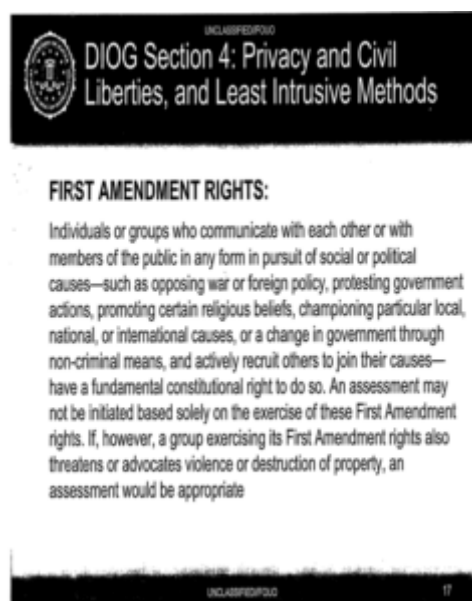 UNCLASSIFIED//FOUO
DIOG Section 4: Privacy and Civil
Liberties, and Least Intrusive Methods
FIRST AMENDMENT RIGHTS:
Individuals or groups who communicate with each other or with
members of the public in any form in pursuit of social or political
causes—such as opposing war or foreign policy, protesting government
actions, promoting certain religious beliefs, championing particular local,
national, or international causes, or a change in government through
non-criminal means, and actively recruit others to join their causes—
have a fundamental constitutional right to do so. An assessment may
not be initiated based solely on the exercise of these First Amendment
rights. If, however, a group exercising its First Amendment rights also
threatens or advocates violence or destruction of property, an
assessment would be appropriate
UNCLASSIFIED//FOUO
17